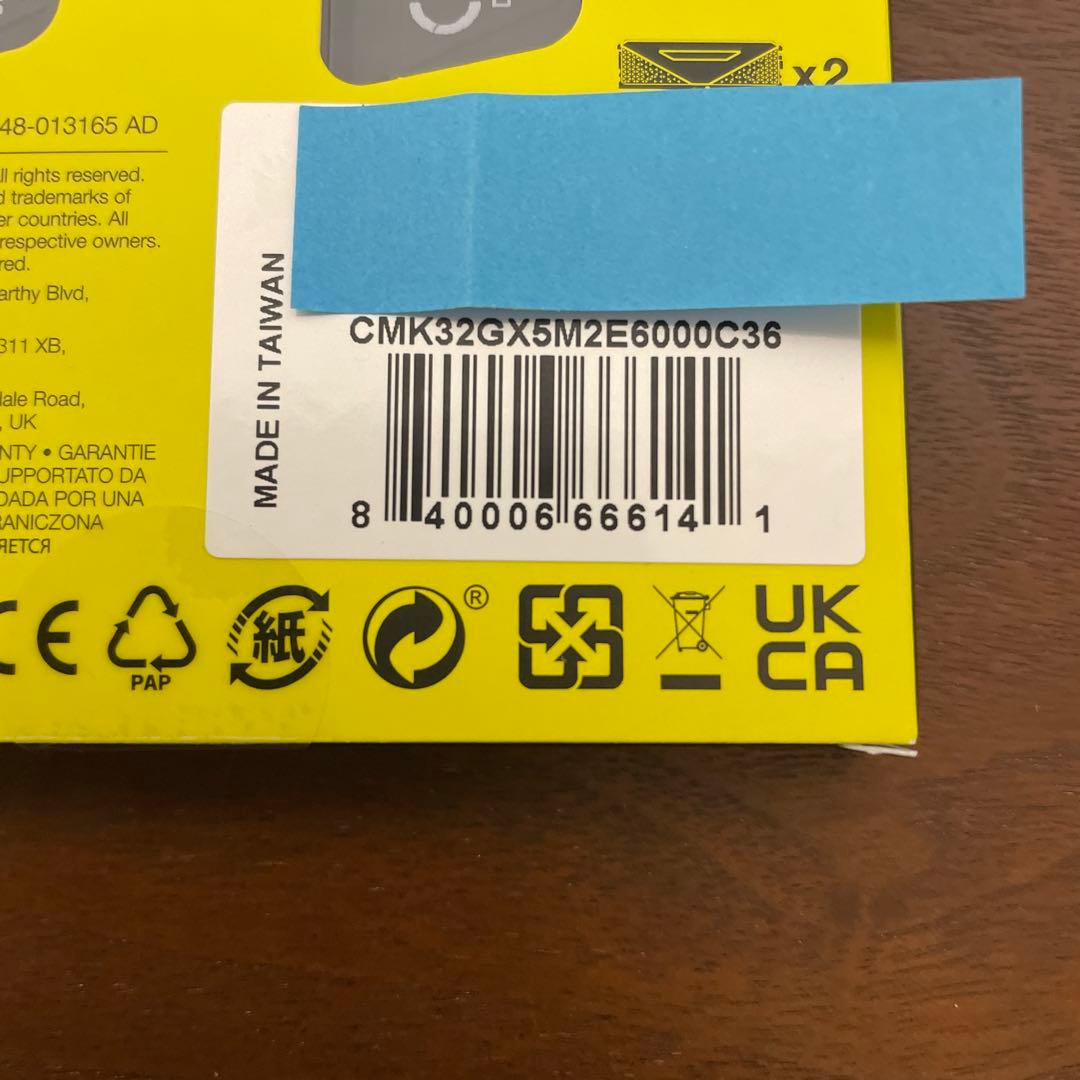 x2
48-013165 AD
ll rights reserved.
d trademarks of
er countries. All
respective owners.
red.
arthy Blvd,
311 XB,
dale Road,
, UK
NTY • GARANTIE
UPPORTATO DA
DADA POR UNA
RANICZONA
ЯЕТСЯ
MADE IN TAIWAN
CMK32GX5M2E6000C36
8 40006 66614 1
CE
PAP
紙
®
UK
CA